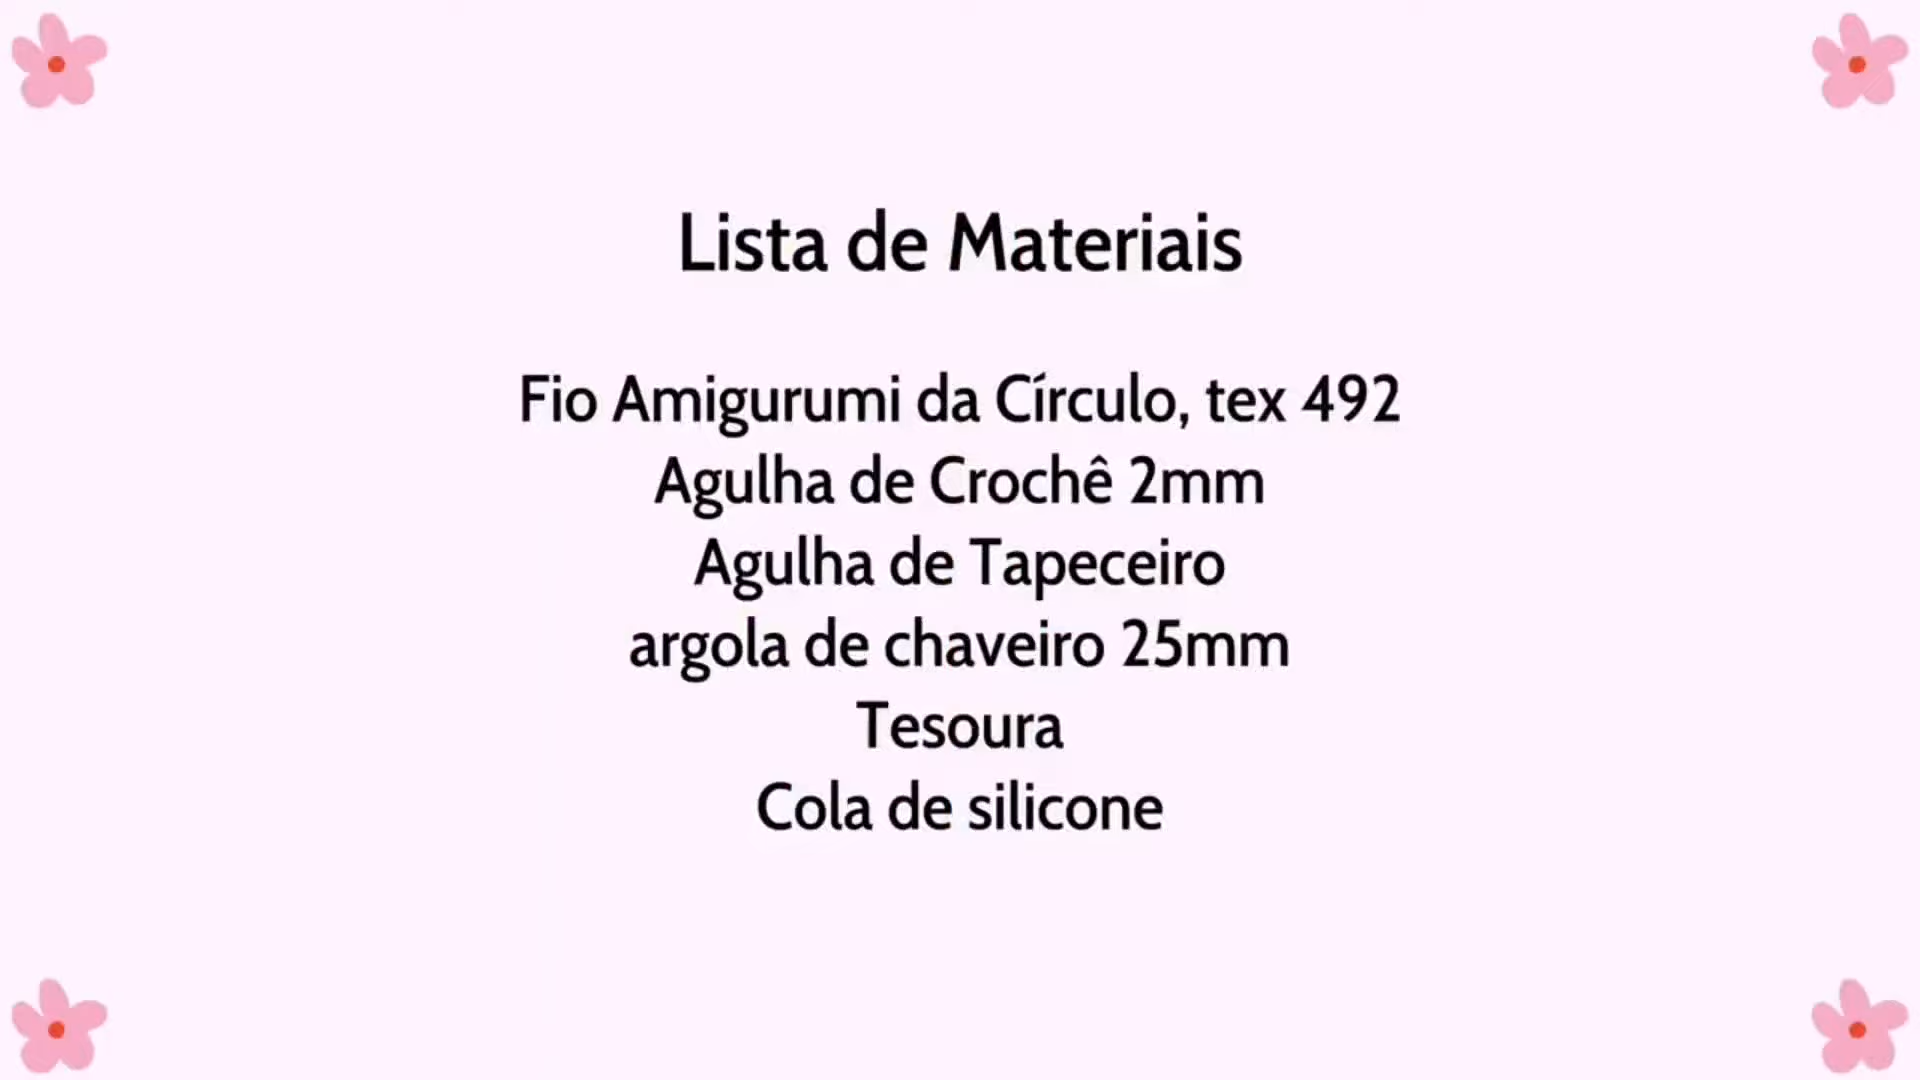 Lista de Materiais
Fio Amigurumi da Círculo, tex 492
Agulha de Crochê 2mm
Agulha de Tapeceiro
argola de chaveiro 25mm
Tesoura
Cola de silicone